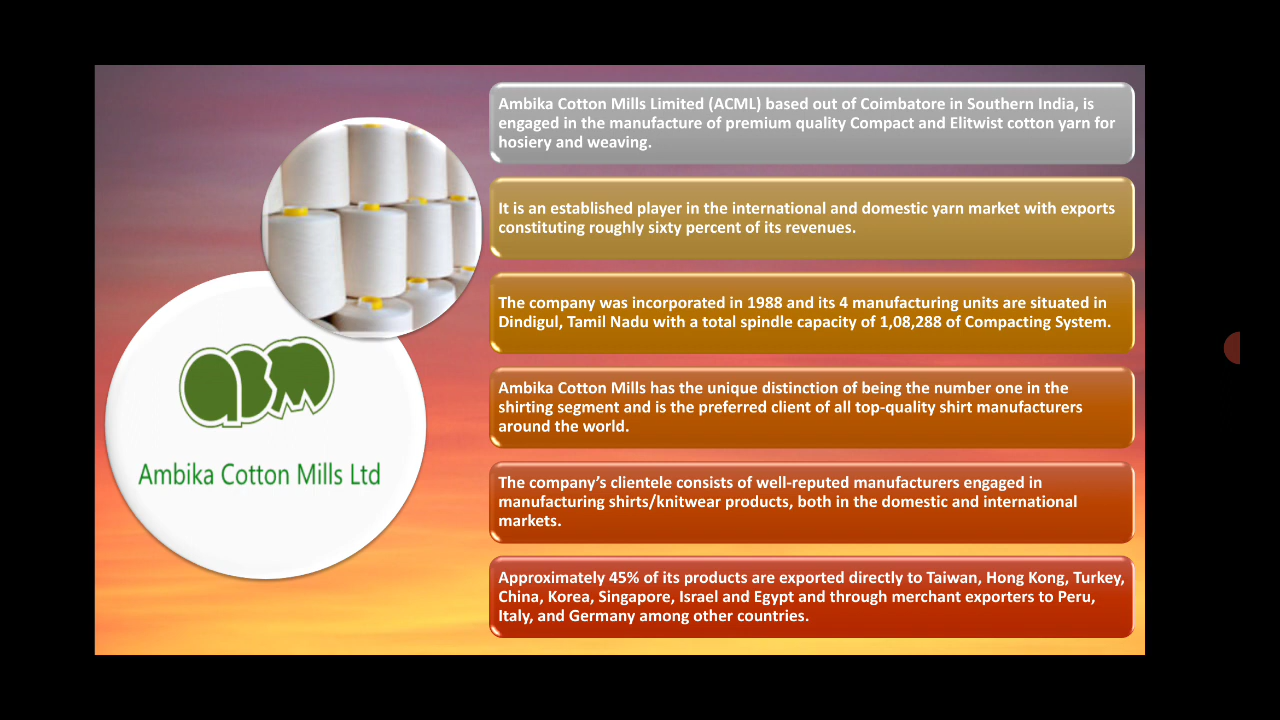 Ambika Cotton Mills Limited (ACML) based out of Coimbatore in Southern India, is
engaged in the manufacture of premium quality Compact and Elitwist cotton yarn for
hosiery and weaving.
It is an established player in the international and domestic yarn market with exports
constituting roughly sixty percent of its revenues.
The company was incorporated in 1988 and its 4 manufacturing units are situated in
Dindigul, Tamil Nadu with a total spindle capacity of 1,08,288 of Compacting System.
Ambika Cotton Mills has the unique distinction of being the number one in the
shirting segment and is the preferred client of all top-quality shirt manufacturers
around the world.
The company’s clientele consists of well-reputed manufacturers engaged in
manufacturing shirts/knitwear products, both in the domestic and international
markets.
Approximately 45% of its products are exported directly to Taiwan, Hong Kong, Turkey,
China, Korea, Singapore, Israel and Egypt and through merchant exporters to Peru,
Italy, and Germany among other countries.
Ambika Cotton Mills Ltd